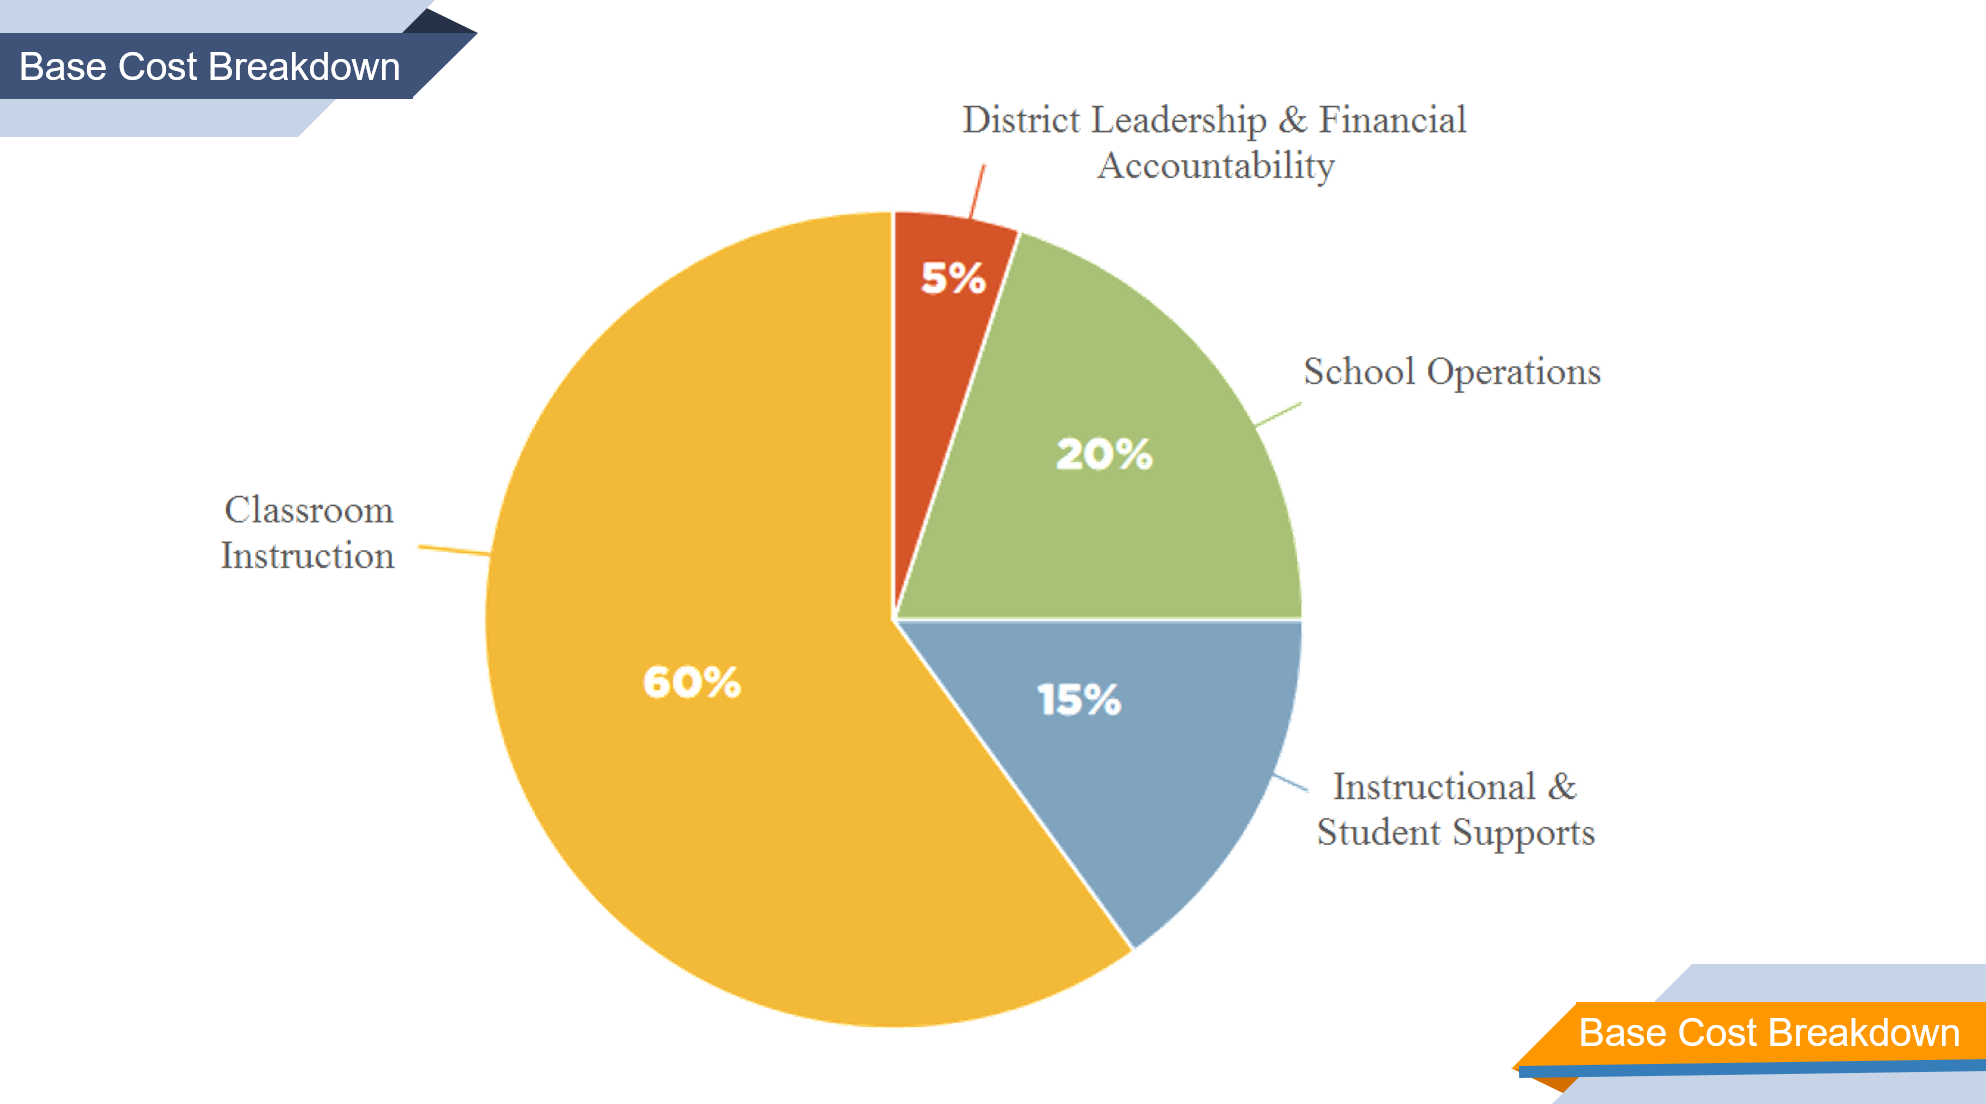 Base Cost Breakdown
District Leadership & Financial
Accountability
5%
School Operations
20%
Classroom
Instruction
60%
15%
Instructional &
Student Supports
Base Cost Breakdown